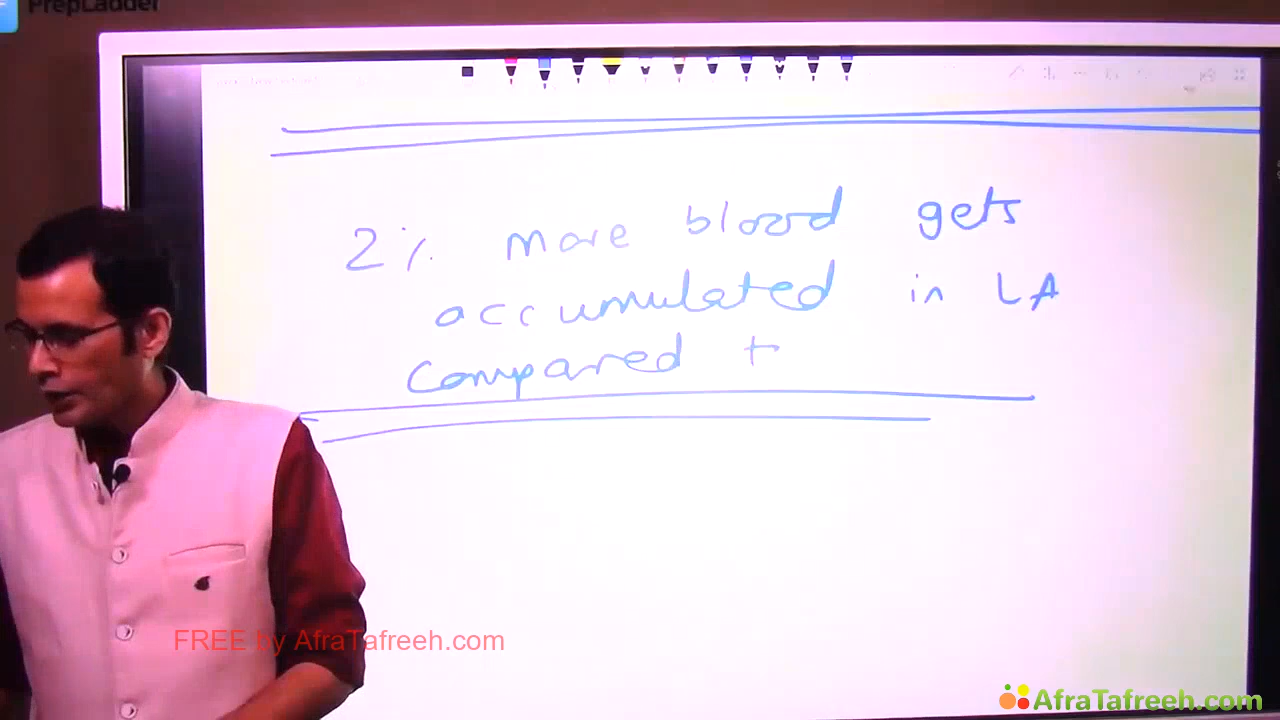 PrepLadder
2% more blood gets
accumulated in LA
compared t
FREE by AfraTafreeh.com
AfraTafreeh.com